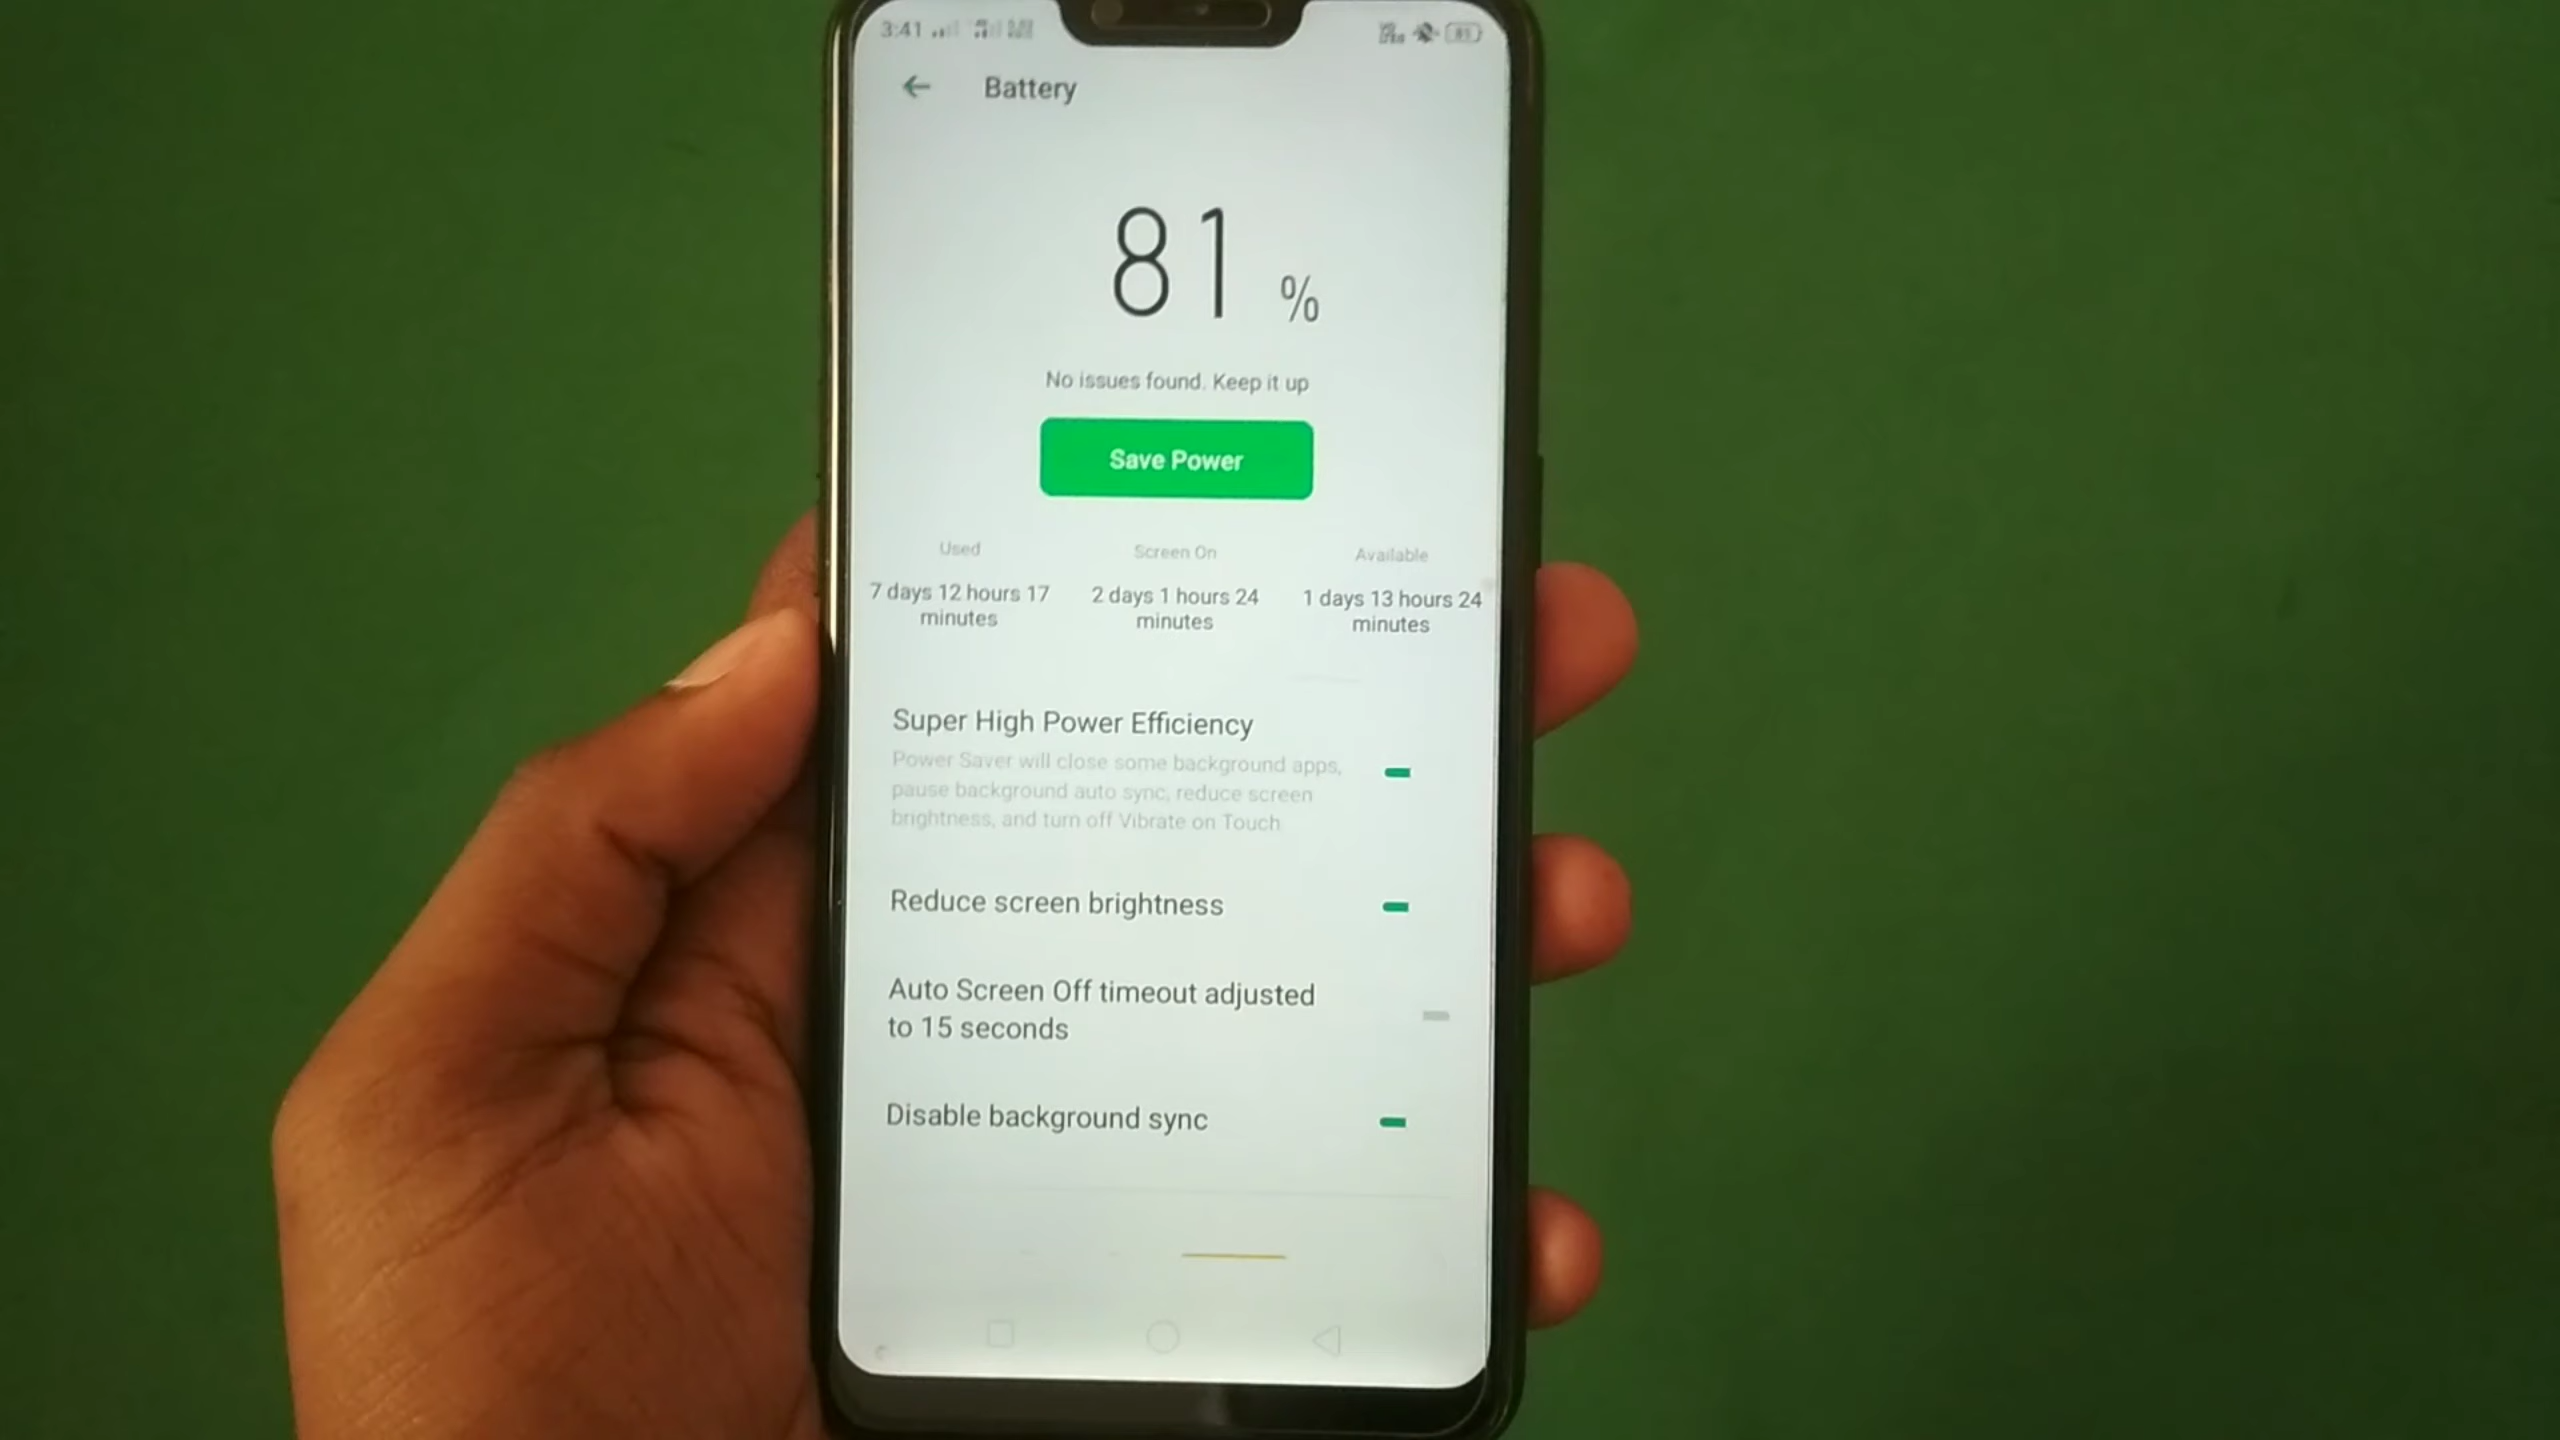 3:41
81
Battery
81 %
No issues found. Keep it up
Save Power
Used
Screen On
Available
7 days 12 hours 17
minutes
2 days 1 hours 24
minutes
1 days 13 hours 24
minutes
Super High Power Efficiency
Power Saver will close some background apps,
pause background auto sync, reduce screen
brightness, and turn off Vibrate on Touch
Reduce screen brightness
Auto Screen Off timeout adjusted
to 15 seconds
Disable background sync